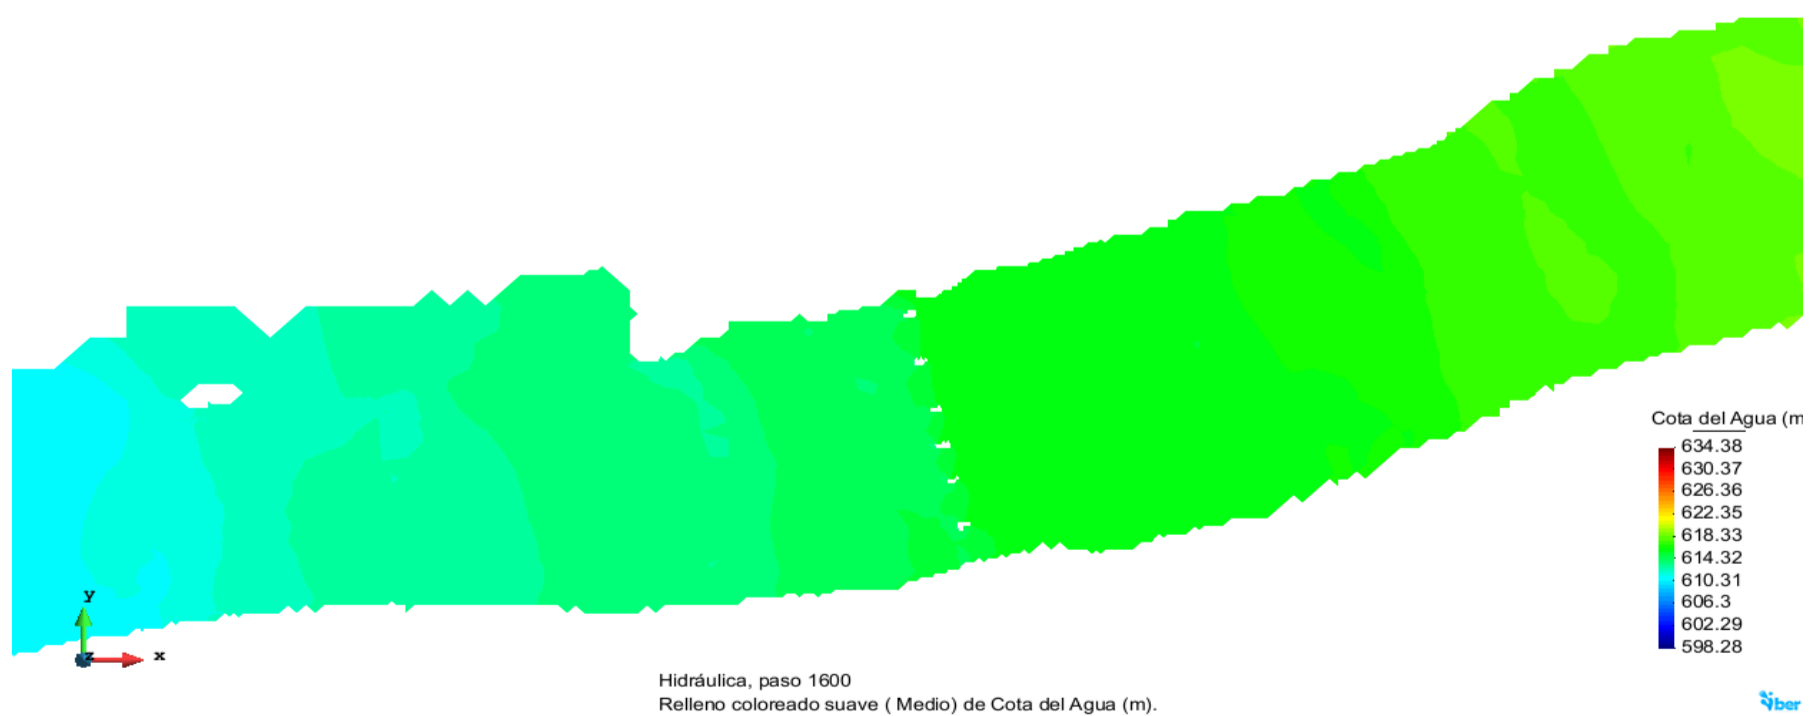 Cota del Agua (m
634.38
630.37
626.36
622.35
618.33
614.32
610.31
606.3
602.29
598.28
y
z
x
Hidráulica, paso 1600
Relleno coloreado suave ( Medio) de Cota del Agua (m).
iber